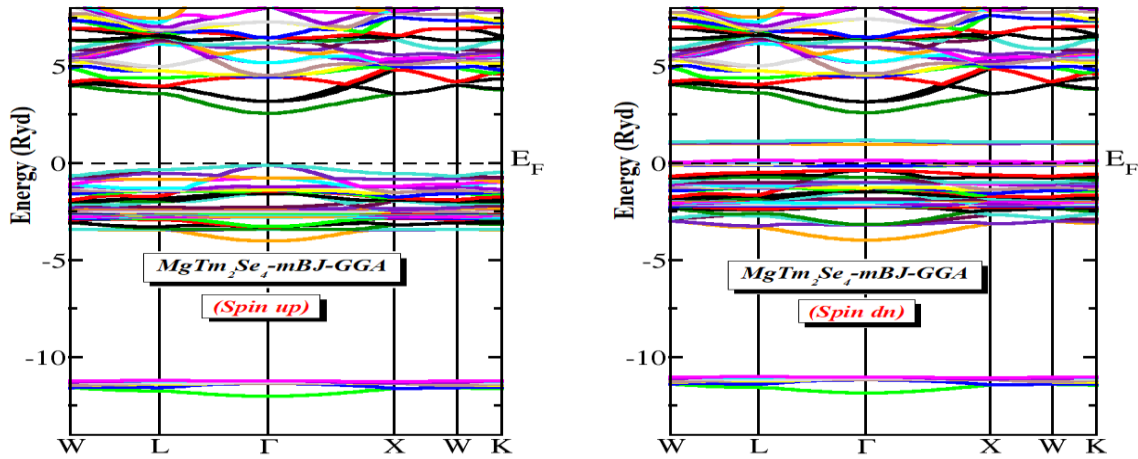 Energy (Ryd)
5
0
-5
-10
E_F
MgTm₂Se₄-mBJ-GGA
(Spin up)
W L Γ X W K
Energy (Ryd)
5
0
-5
-10
E_F
MgTm₂Se₄-mBJ-GGA
(Spin dn)
W L Γ X W K